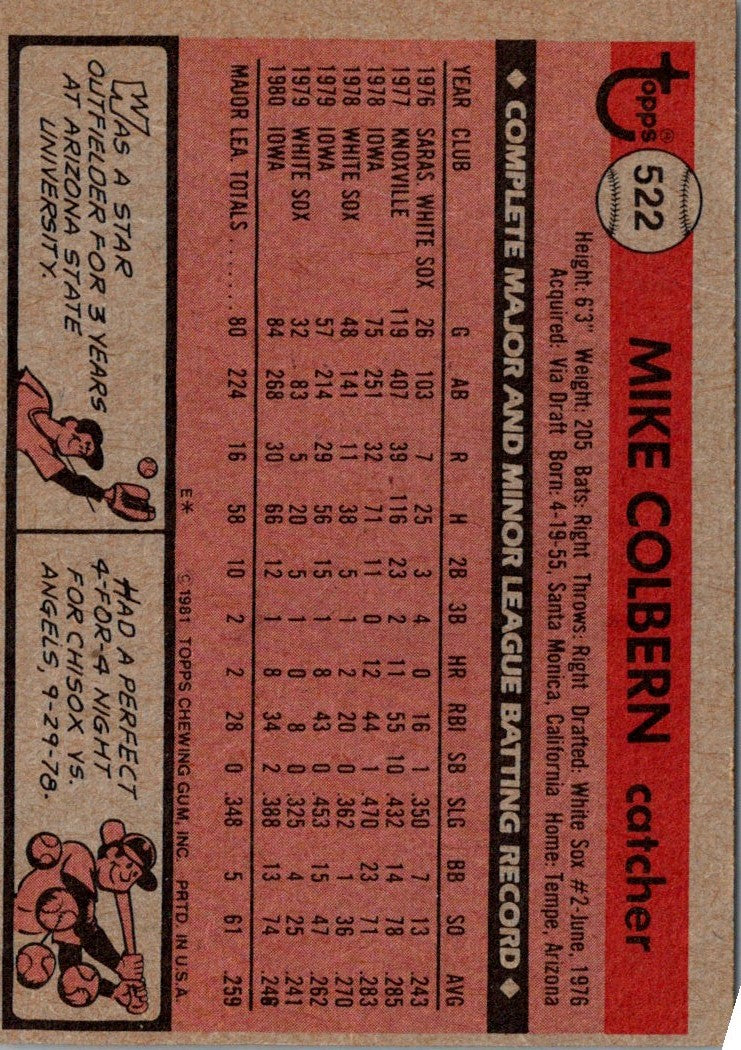 Topps®
522
MIKE COLBERN catcher
Height: 6'3" Weight: 205 Bats: Right Throws: Right Drafted: White Sox #2-June, 1976
Acquired: Via Draft Born: 4-19-55, Santa Monica, California Home: Tempe, Arizona
◆ COMPLETE MAJOR AND MINOR LEAGUE BATTING RECORD ◆
YEAR CLUB G AB R H 2B 3B HR RBI SB SLG BB SO AVG
1976 SARAS. WHITE SOX 26 103 7 25 3 4 0 16 1 .350 7 13 .243
1977 KNOXVILLE 119 407 39 116 23 2 11 55 10 .432 14 78 .285
1978 IOWA 75 251 32 71 11 0 12 44 1 .470 23 71 .283
1978 WHITE SOX 48 141 11 38 5 1 2 20 0 .362 1 36 .270
1979 IOWA 57 214 29 56 15 1 8 43 0 .453 15 47 .262
1979 WHITE SOX 32 83 5 20 5 1 0 8 0 .325 4 25 .241
1980 IOWA 84 268 30 66 12 1 8 34 2 .388 13 74 .246
MAJOR LEA. TOTALS ....... 80 224 16 58 10 2 2 28 0 .348 5 61 .259
E* © 1981 TOPPS CHEWING GUM, INC. PRTD. IN U.S.A.
WAS A STAR
OUTFIELDER FOR 3 YEARS
AT ARIZONA STATE
UNIVERSITY.
HAD A PERFECT
4-FOR-4 NIGHT
FOR CHISOX VS.
ANGELS, 9-29-78.